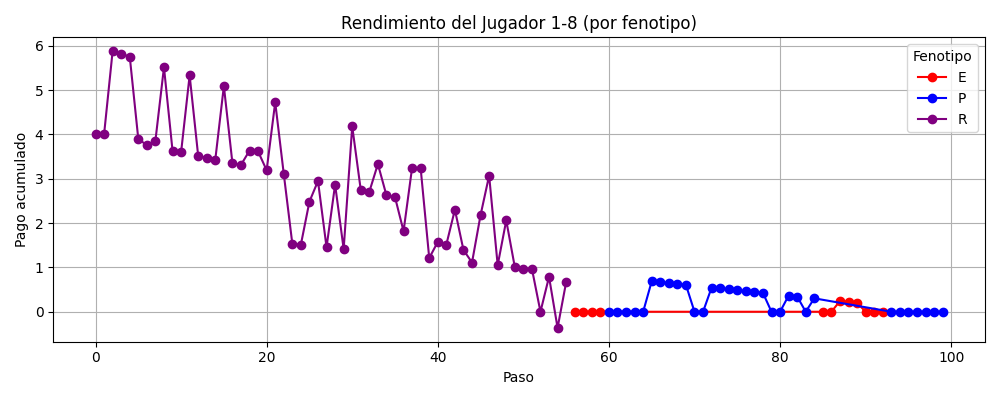 Rendimiento del Jugador 1-8 (por fenotipo)
Pago acumulado
6
5
4
3
2
1
0
0
20
40
60
80
100
Paso
Fenotipo
E
P
R